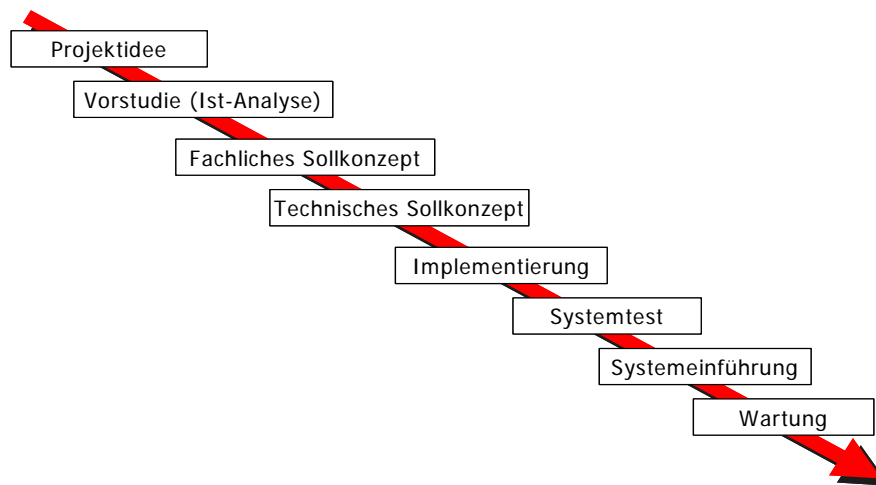 Projektidee
Vorstudie (Ist-Analyse)
Fachliches Sollkonzept
Technisches Sollkonzept
Implementierung
Systemtest
Systemeinführung
Wartung